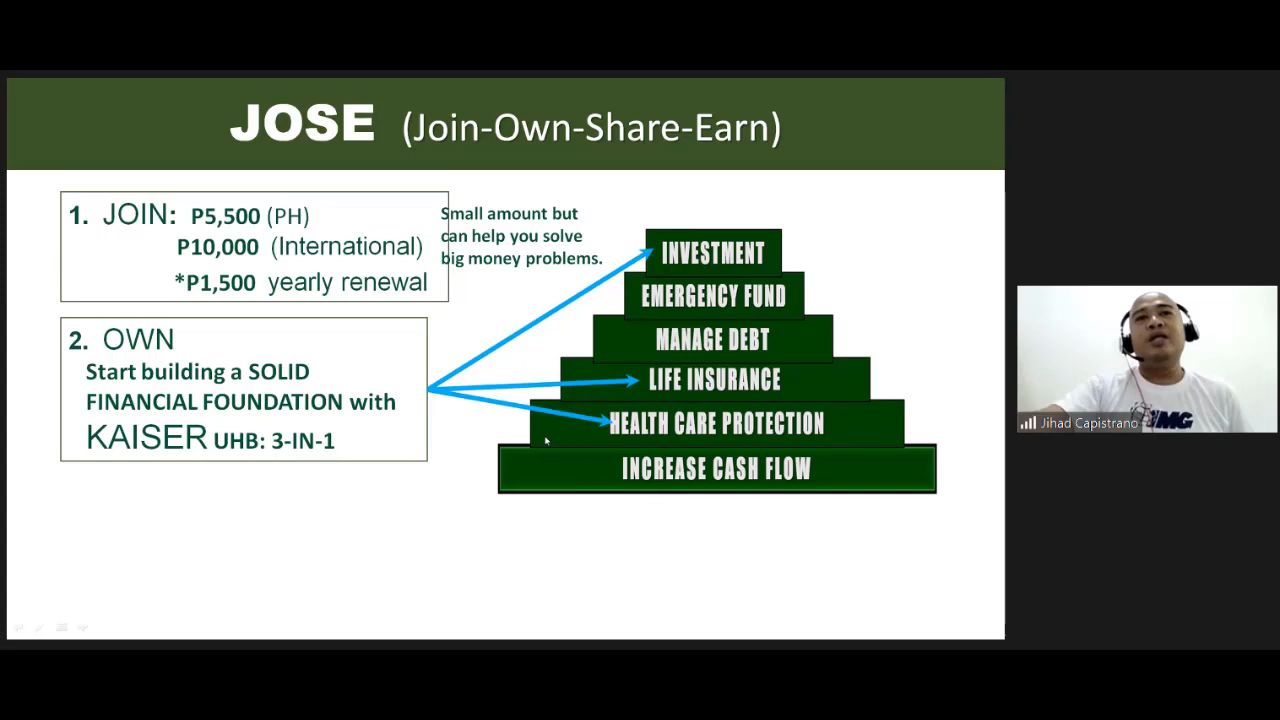 JOSE (Join-Own-Share-Earn)
1. JOIN: P5,500 (PH)
P10,000 (International)
*P1,500 yearly renewal
Small amount but
can help you solve
big money problems.
2. OWN
Start building a SOLID
FINANCIAL FOUNDATION with
KAISER UHB: 3-IN-1
INVESTMENT
EMERGENCY FUND
MANAGE DEBT
LIFE INSURANCE
HEALTH CARE PROTECTION
INCREASE CASH FLOW
IMG
Jihad Capistrano